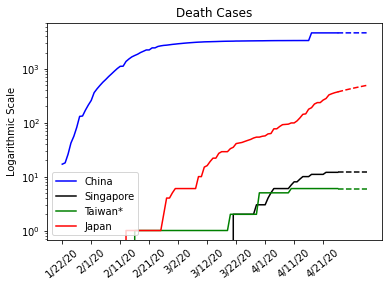 Death Cases
Logarithmic Scale
10³
10²
10¹
10⁰
China
Singapore
Taiwan*
Japan
1/22/20
2/1/20
2/11/20
2/21/20
3/2/20
3/12/20
3/22/20
4/1/20
4/11/20
4/21/20